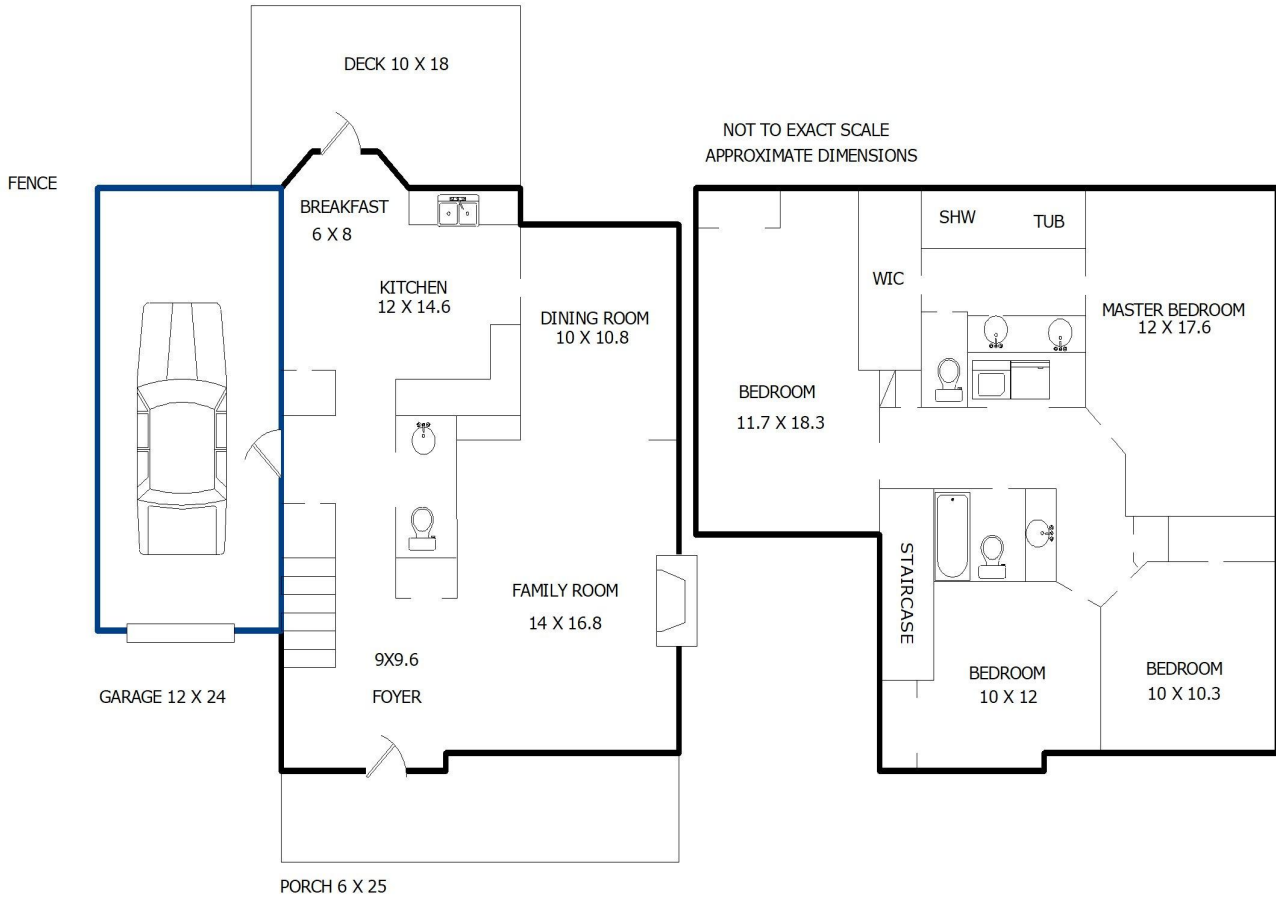 DECK 10 X 18
NOT TO EXACT SCALE
APPROXIMATE DIMENSIONS
FENCE
BREAKFAST
6 X 8
KITCHEN
12 X 14.6
DINING ROOM
10 X 10.8
FAMILY ROOM
14 X 16.8
9X9.6
FOYER
GARAGE 12 X 24
PORCH 6 X 25
SHW
TUB
WIC
MASTER BEDROOM
12 X 17.6
BEDROOM
11.7 X 18.3
STAIRCASE
BEDROOM
10 X 12
BEDROOM
10 X 10.3